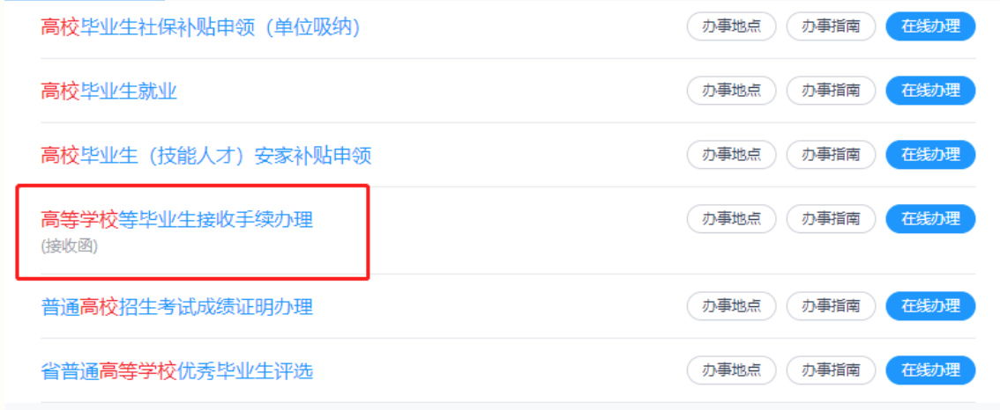 高校毕业生社保补贴申领（单位吸纳） 办事地点 办事指南 在线办理
高校毕业生就业 办事地点 办事指南 在线办理
高校毕业生（技能人才）安家补贴申领 办事地点 办事指南 在线办理
高等学校等毕业生接收手续办理 办事地点 办事指南 在线办理
(接收函)
普通高校招生考试成绩证明办理 办事地点 办事指南 在线办理
省普通高等学校优秀毕业生评选 办事地点 办事指南 在线办理